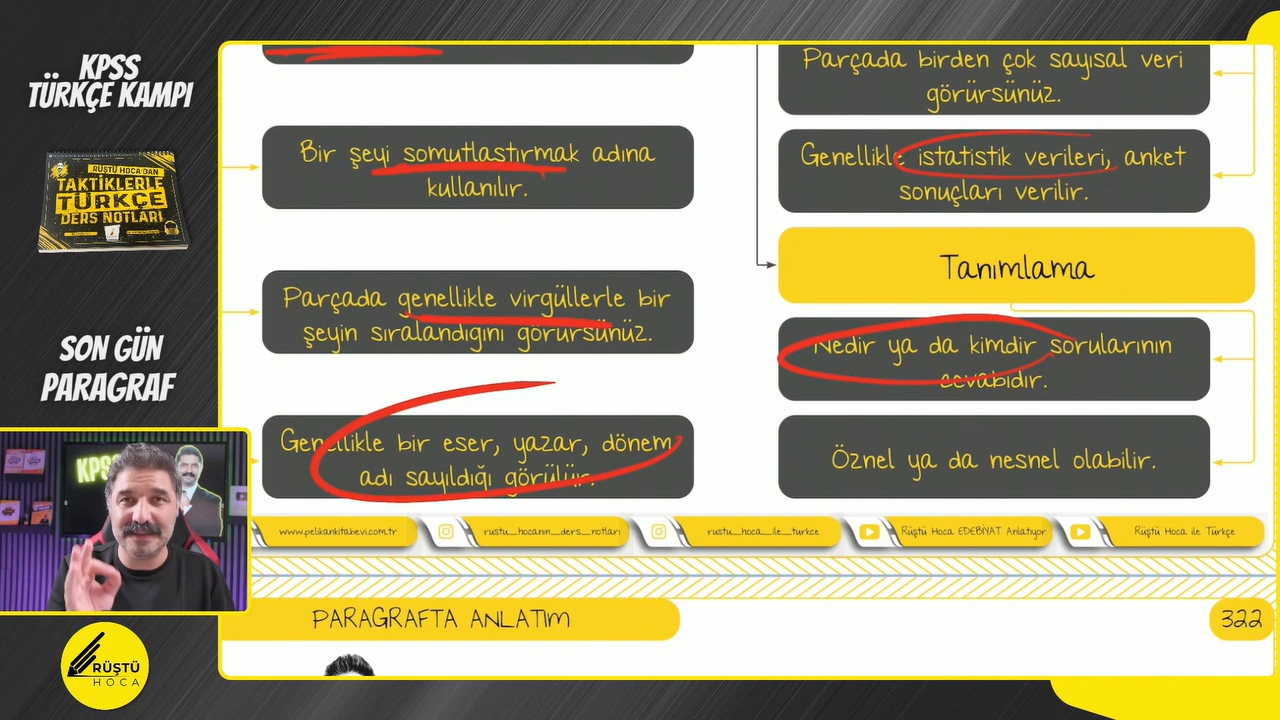 KPSS
TÜRKÇE KAMPI
RÜŞTÜ HOCA'DAN
TAKTİKLERLE
TÜRKÇE
DERS NOTLARI
SON GÜN
PARAGRAF
KPSS
RÜŞTÜ
HOCA
Bir şeyi somutlaştırmak adına
kullanılır.
Parçada genellikle virgüllerle bir
şeyin sıralandığını görürsünüz.
Genellikle bir eser, yazar, dönem
adı sayıldığı görülür.
Parçada birden çok sayısal veri
görürsünüz.
Genellikle istatistik verileri, anket
sonuçları verilir.
Tanımlama
Nedir ya da kimdir sorularının
cevabıdır.
Öznel ya da nesnel olabilir.
www.pelikankitabevi.com.tr
rustu_hocanin_ders_notlari
rustu_hoca_ile_turkce
Rüştü Hoca EDEBİYAT Anlatıyor
Rüştü Hoca ile Türkçe
PARAGRAFTA ANLATIM
322